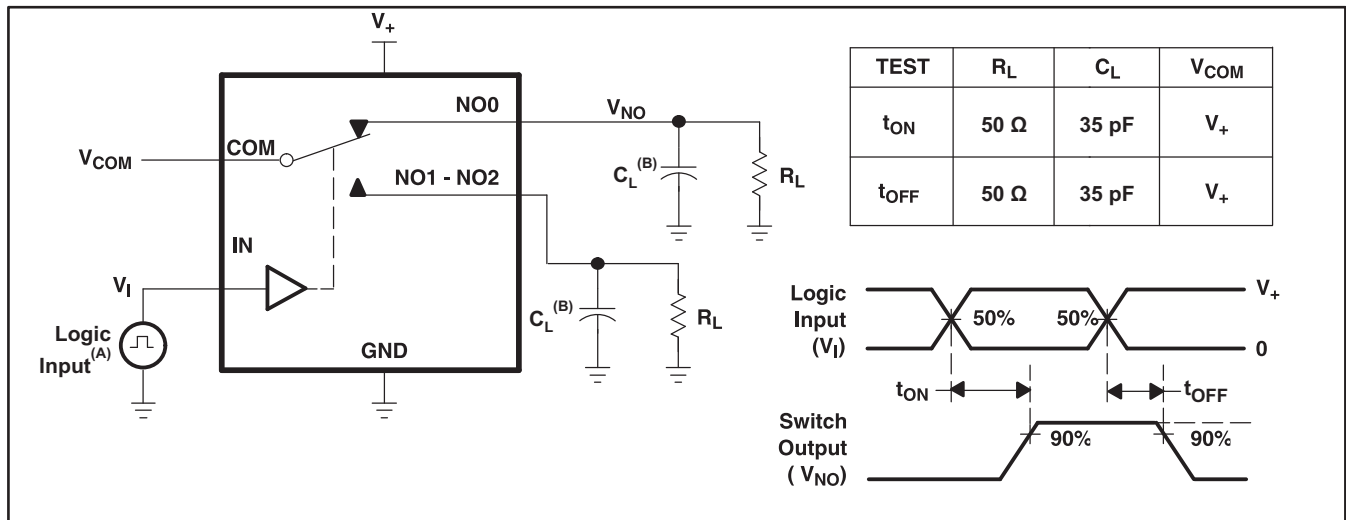 V+
NO0
VNO
COM
VCOM
CL(B)
RL
NO1 - NO2
IN
VI
CL(B)
RL
Logic
Input(A)
GND
TEST RL CL VCOM
tON 50 Ω 35 pF V+
tOFF 50 Ω 35 pF V+
Logic
Input
(VI)
50% 50%
V+
0
tON tOFF
Switch
Output
( VNO)
90% 90%